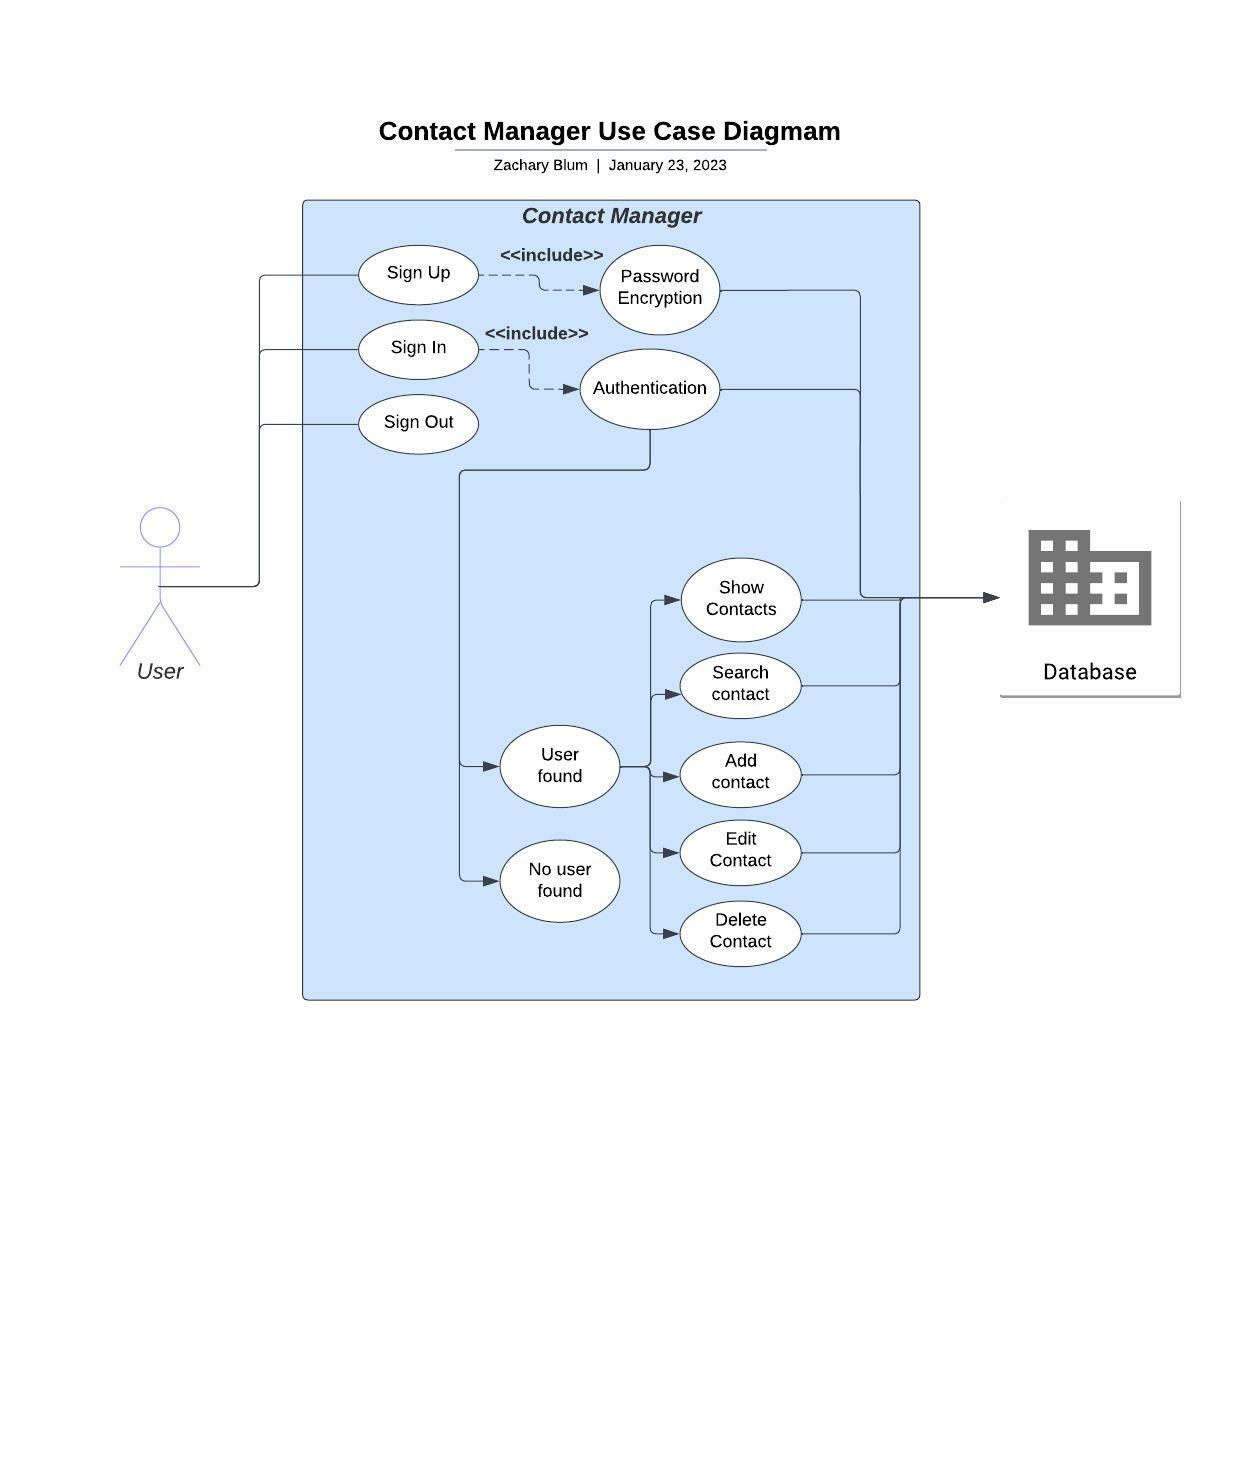 Contact Manager Use Case Diagmam
Zachary Blum | January 23, 2023
Contact Manager
<<include>>
Sign Up
Password
Encryption
<<include>>
Sign In
Authentication
Sign Out
User
Show
Contacts
Search
contact
Database
User
found
Add
contact
Edit
Contact
No user
found
Delete
Contact